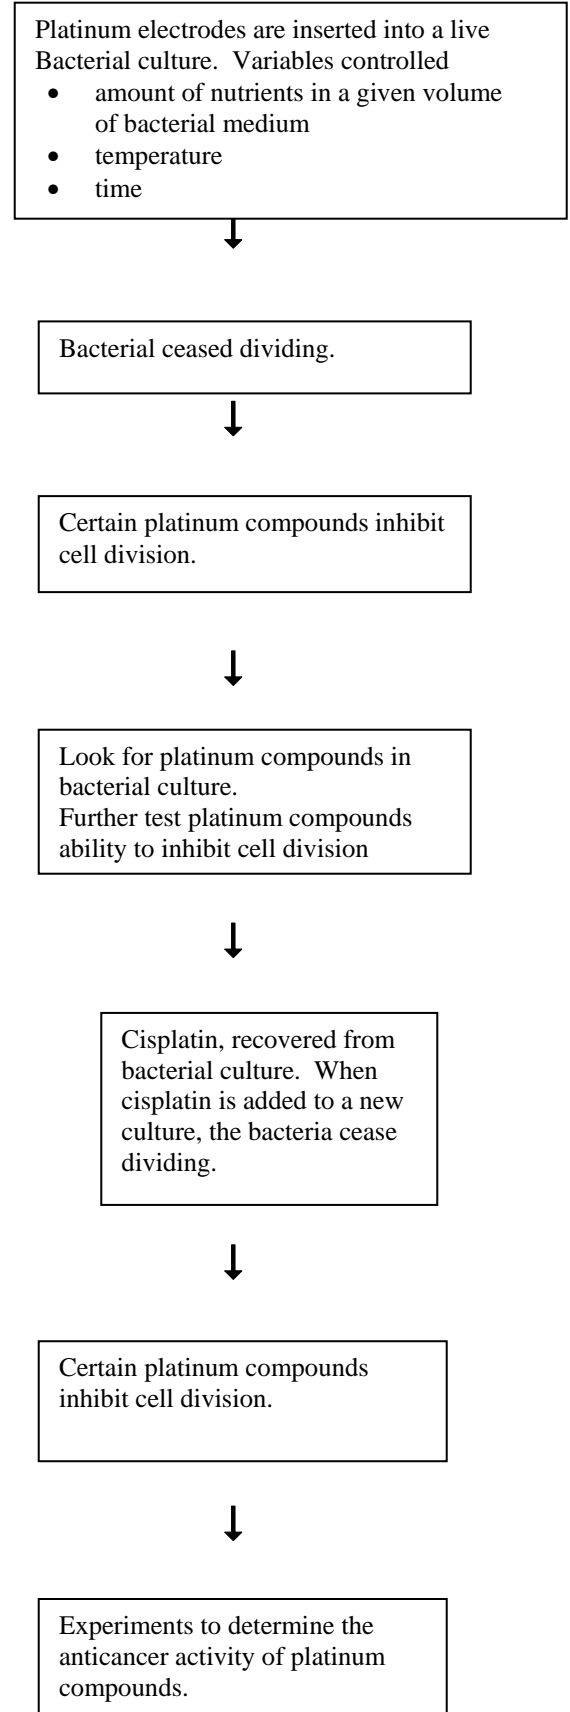 Platinum electrodes are inserted into a live
Bacterial culture.  Variables controlled
• amount of nutrients in a given volume
of bacterial medium
• temperature
• time
Bacterial ceased dividing.
Certain platinum compounds inhibit
cell division.
Look for platinum compounds in
bacterial culture.
Further test platinum compounds
ability to inhibit cell division
Cisplatin, recovered from
bacterial culture.  When
cisplatin is added to a new
culture, the bacteria cease
dividing.
Certain platinum compounds
inhibit cell division.
Experiments to determine the
anticancer activity of platinum
compounds.